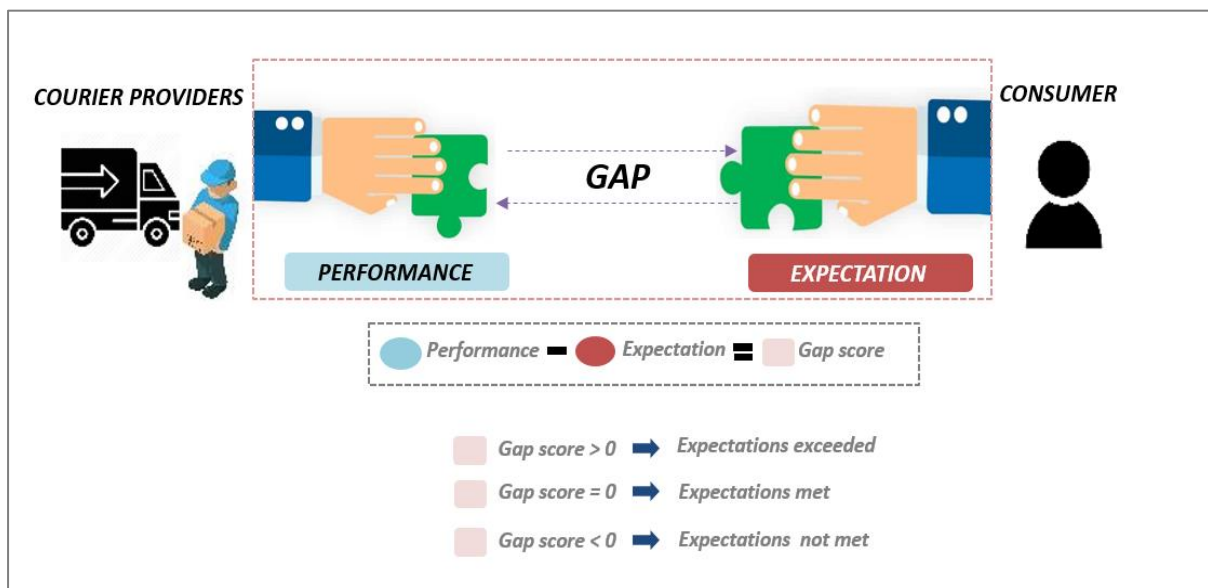 COURIER PROVIDERS
CONSUMER
GAP
PERFORMANCE
EXPECTATION
Performance - Expectation = Gap score
Gap score > 0 Expectations exceeded
Gap score = 0 Expectations met
Gap score < 0 Expectations not met